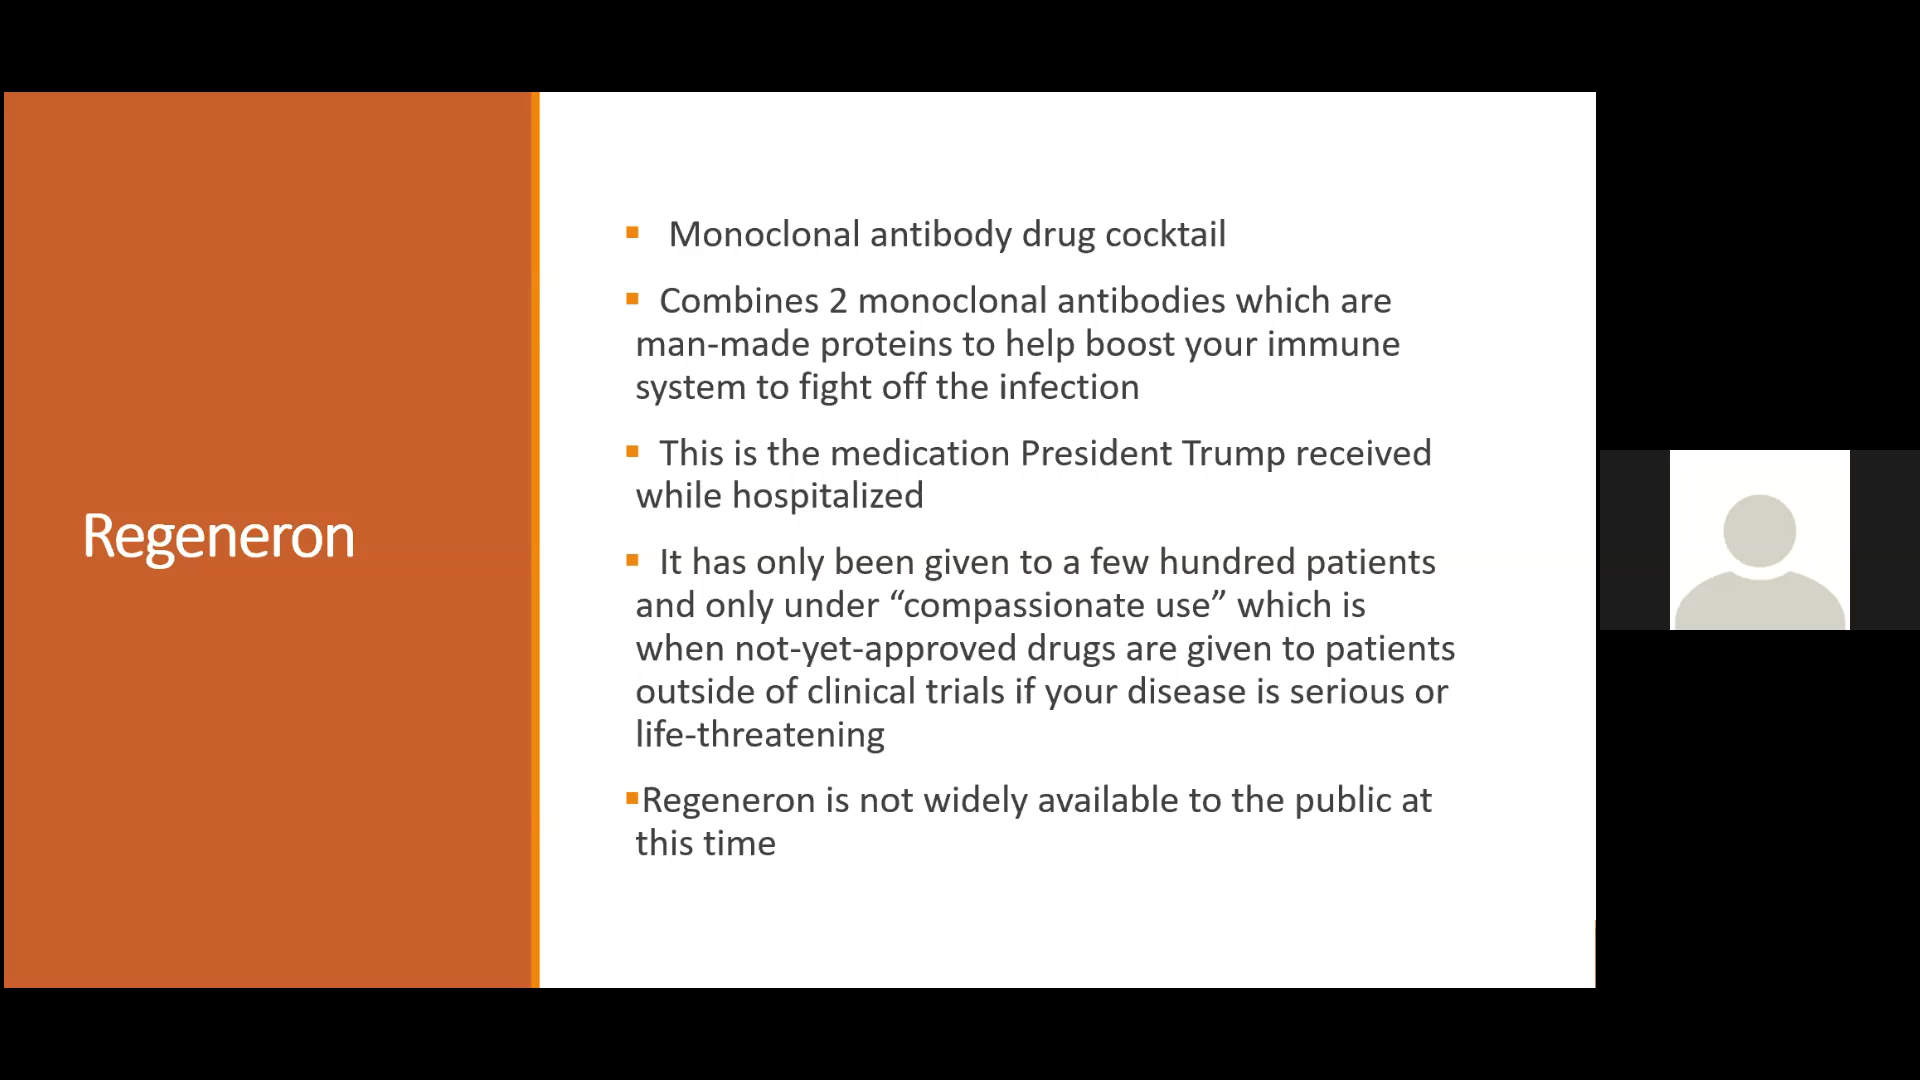 Regeneron
▪ Monoclonal antibody drug cocktail
▪ Combines 2 monoclonal antibodies which are
man-made proteins to help boost your immune
system to fight off the infection
▪ This is the medication President Trump received
while hospitalized
▪ It has only been given to a few hundred patients
and only under “compassionate use” which is
when not-yet-approved drugs are given to patients
outside of clinical trials if your disease is serious or
life-threatening
▪Regeneron is not widely available to the public at
this time